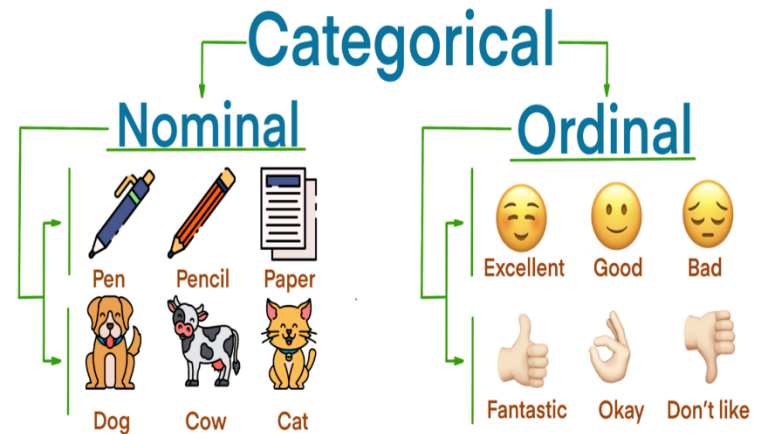 Categorical
Nominal
Ordinal
Pen Pencil Paper
Dog Cow Cat
Excellent Good Bad
Fantastic Okay Don't like